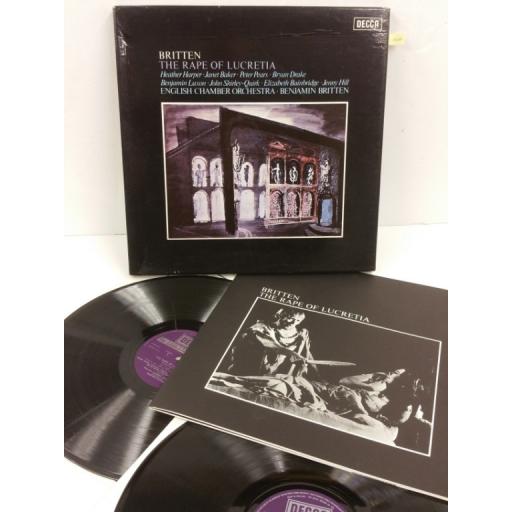 DECCA
BRITTEN
THE RAPE OF LUCRETIA
Heather Harper · Janet Baker · Peter Pears · Bryan Drake
Benjamin Luxon · John Shirley-Quirk · Elizabeth Bainbridge · Jenny Hill
ENGLISH CHAMBER ORCHESTRA · BENJAMIN BRITTEN
BRITTEN
THE RAPE OF LUCRETIA
DECCA
DECCA